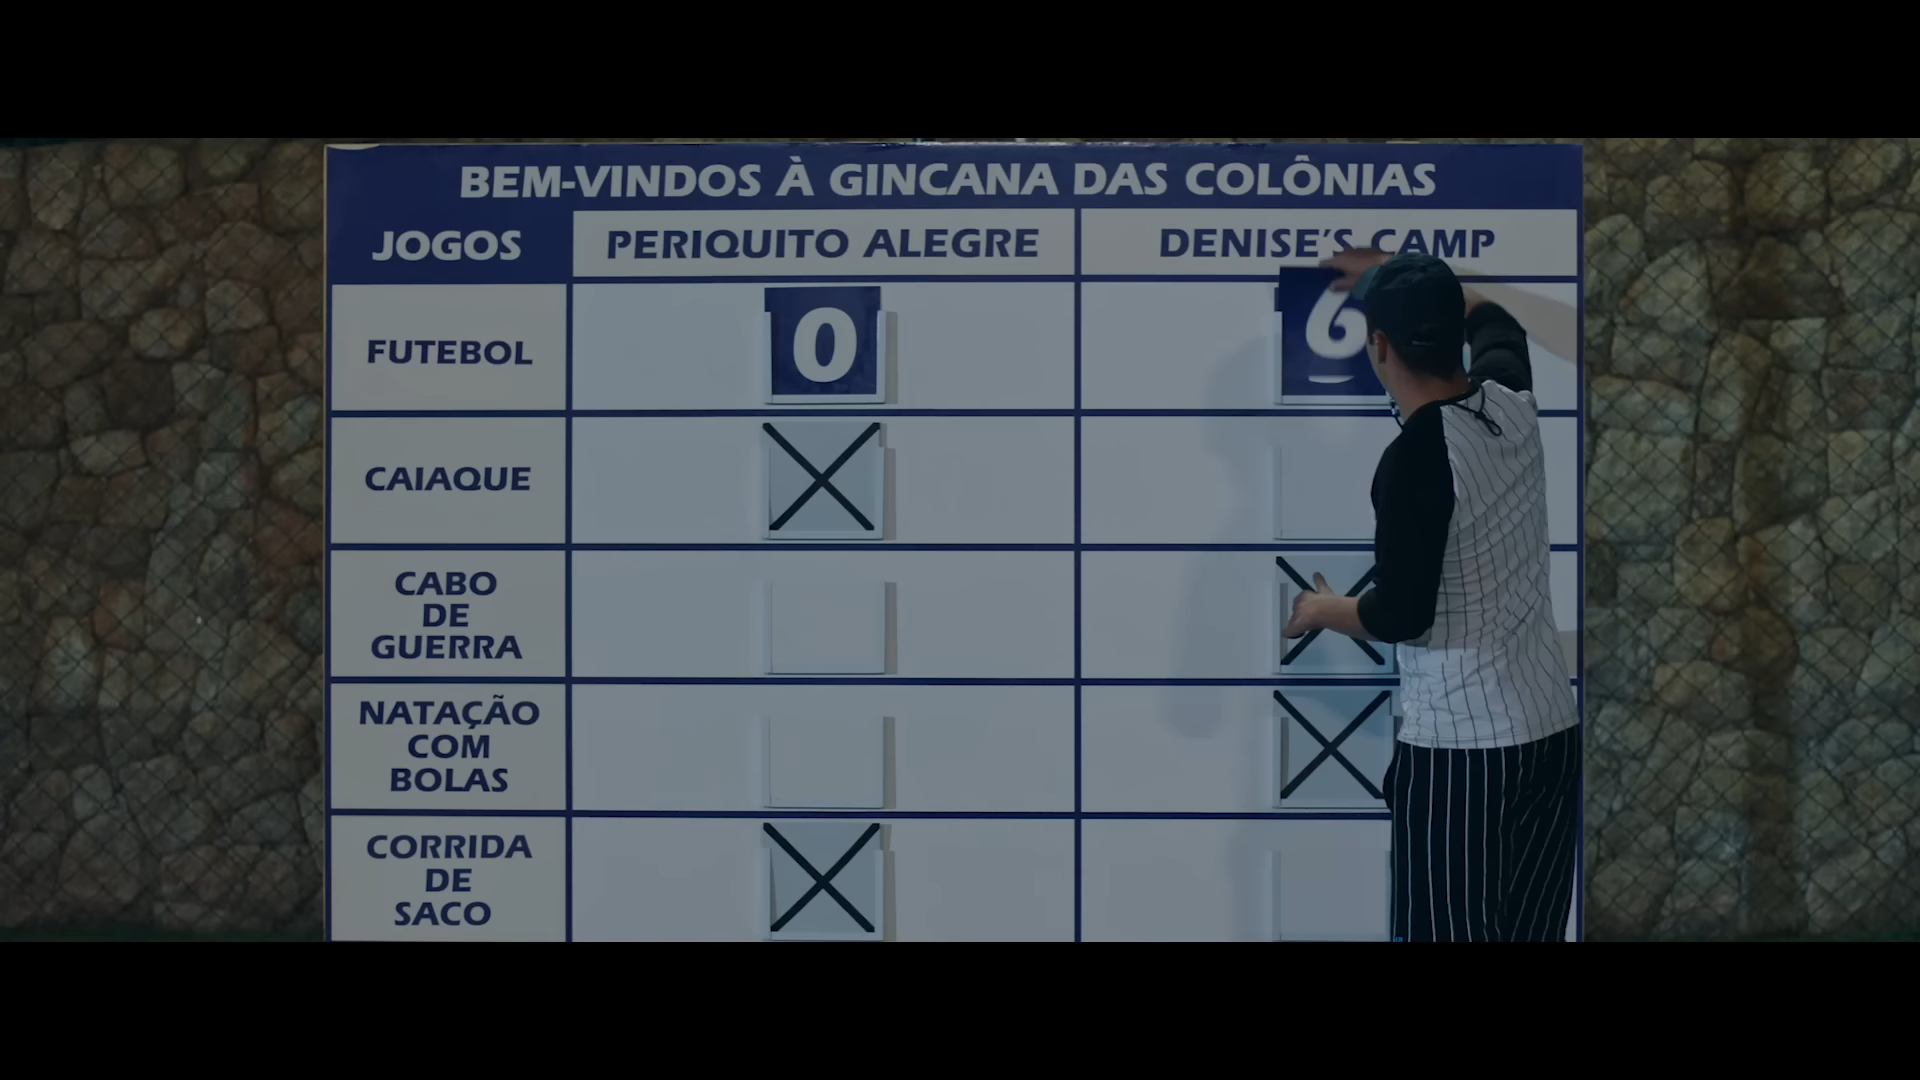 BEM-VINDOS À GINCANA DAS COLÔNIAS
JOGOS PERIQUITO ALEGRE DENISE'S CAMP
FUTEBOL 0 6
CAIAQUE X
CABO
DE
GUERRA X
NATAÇÃO
COM
BOLAS X
CORRIDA
DE
SACO X